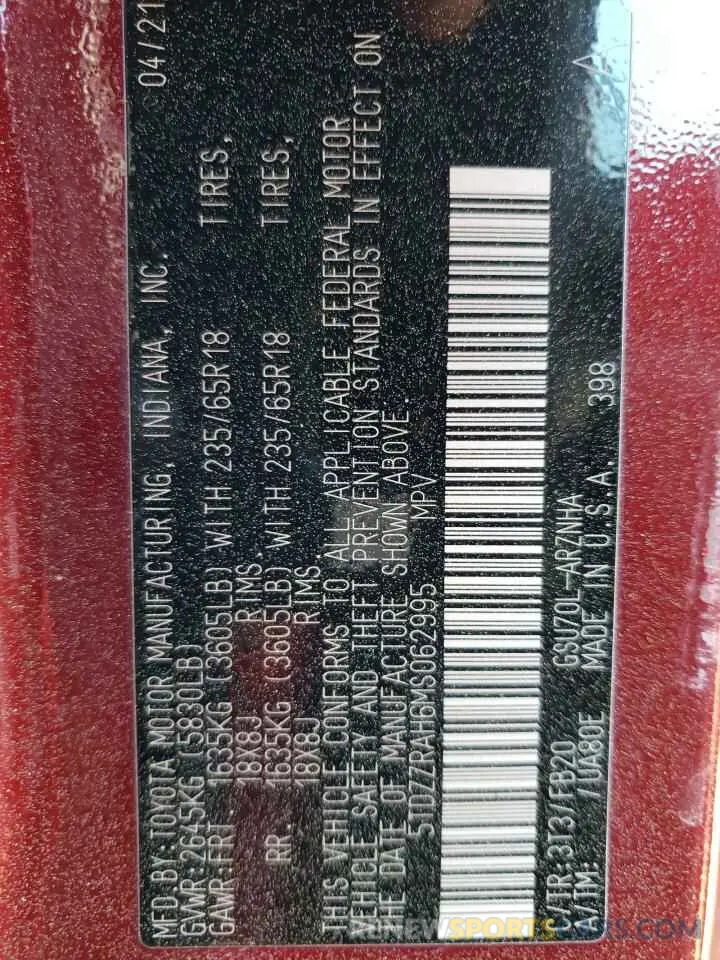 MFD BY:TOYOTA MOTOR MANUFACTURING, INDIANA, INC. 04/21
GVWR:2645KG (5830LB)
GAWR:FRT 1635KG (3605LB) WITH 235/65R18 TIRES,
18X8J RIMS.
RR. 1635KG (3605LB) WITH 235/65R18 TIRES,
18X8J RIMS.
THIS VEHICLE CONFORMS TO ALL APPLICABLE FEDERAL MOTOR
VEHICLE SAFETY AND THEFT PREVENTION STANDARDS IN EFFECT ON
THE DATE OF MANUFACTURE SHOWN ABOVE.
5TDZZRAH6MS062995 MPV
C/TR:3T3/FB20 GSU70L-ARZNHA
A/TM: /UA80E MADE IN U.S.A. 398
RUNEWSPORTSCARS.COM